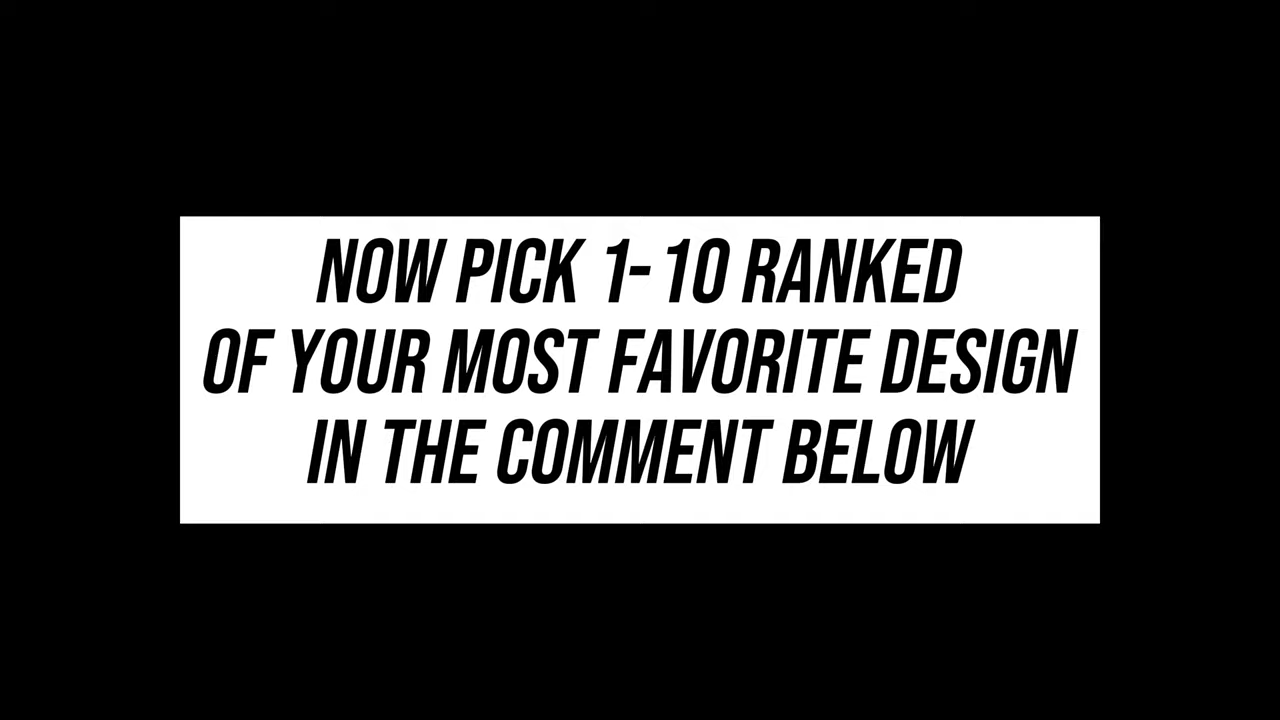 NOW PICK 1-10 RANKED
OF YOUR MOST FAVORITE DESIGN
IN THE COMMENT BELOW